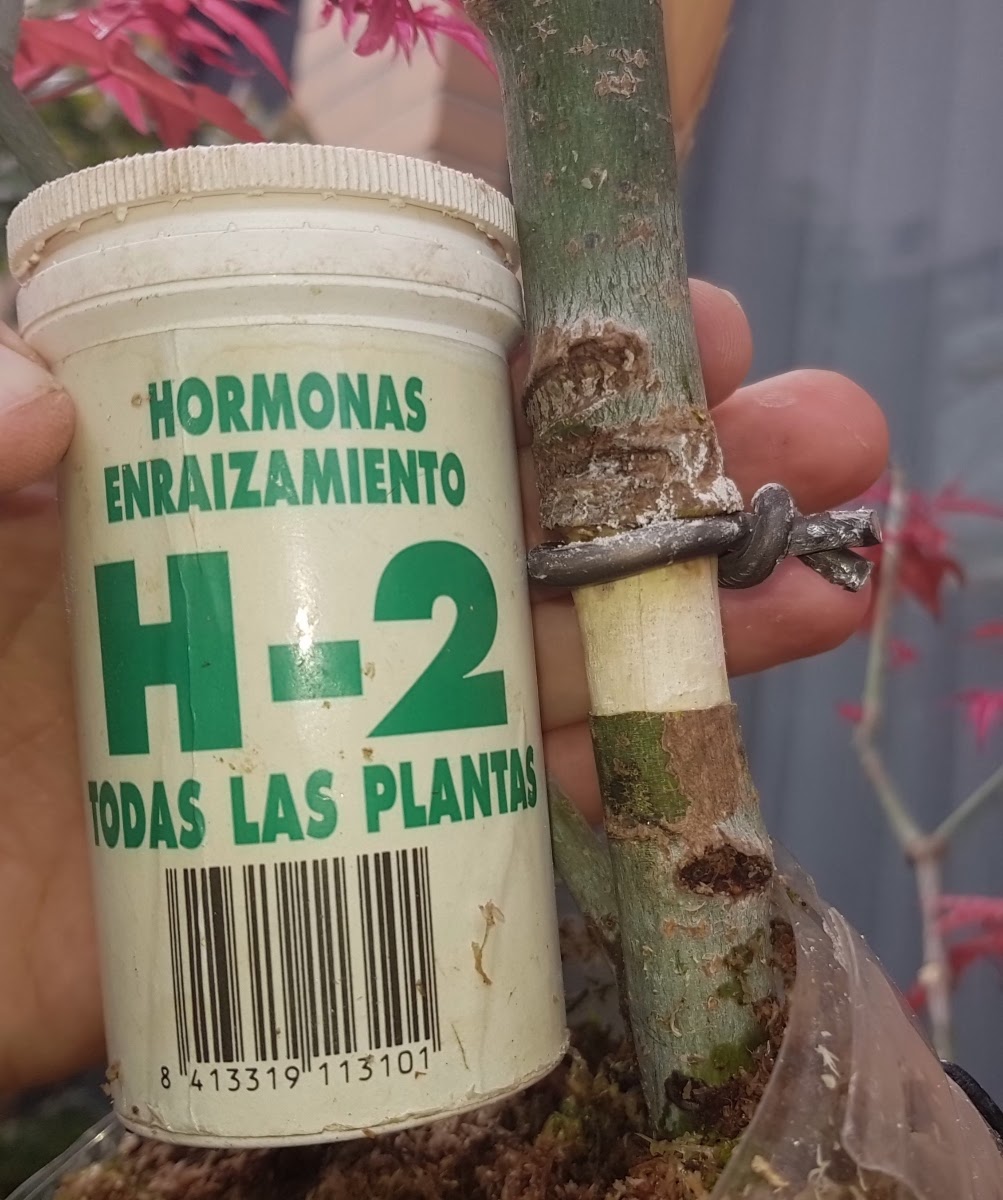 HORMONAS
ENRAIZAMIENTO
H-2
TODAS LAS PLANTAS
8 413319 113101